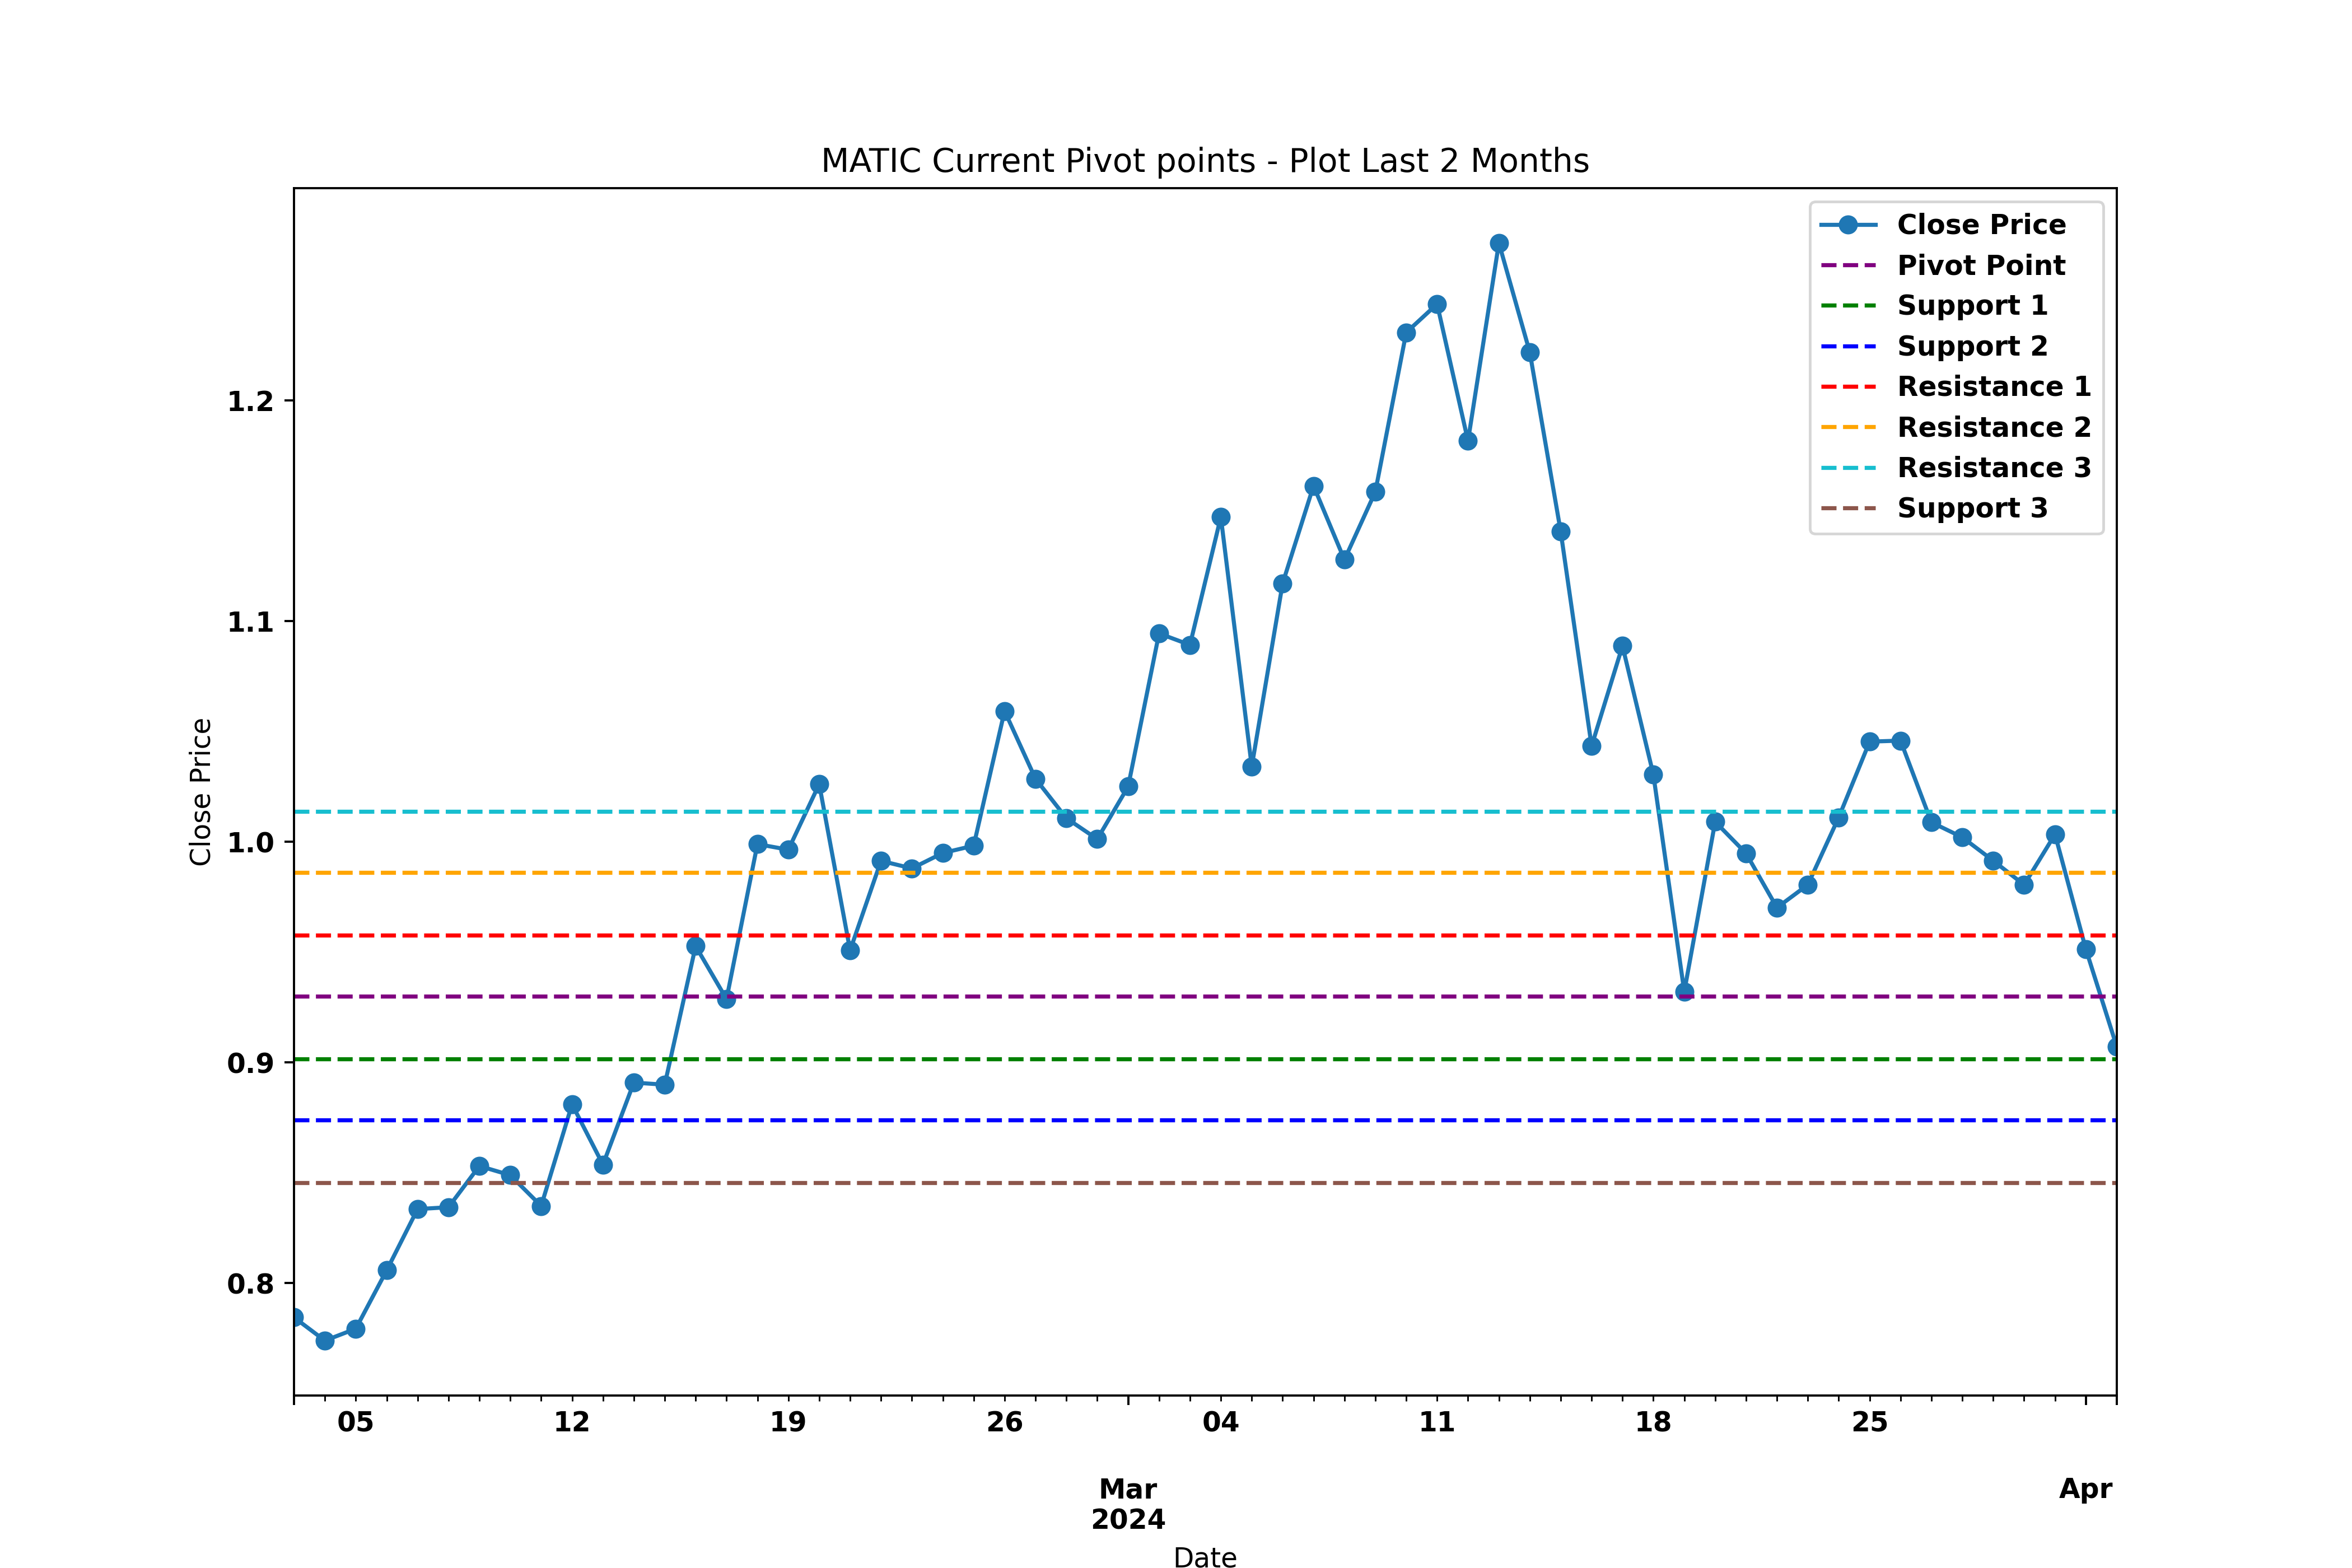 MATIC Current Pivot points - Plot Last 2 Months
Close Price
Pivot Point
Support 1
Support 2
Resistance 1
Resistance 2
Resistance 3
Support 3
Close Price
1.2
1.1
1.0
0.9
0.8
05 12 19 26 04 11 18 25
Mar Apr
2024
Date